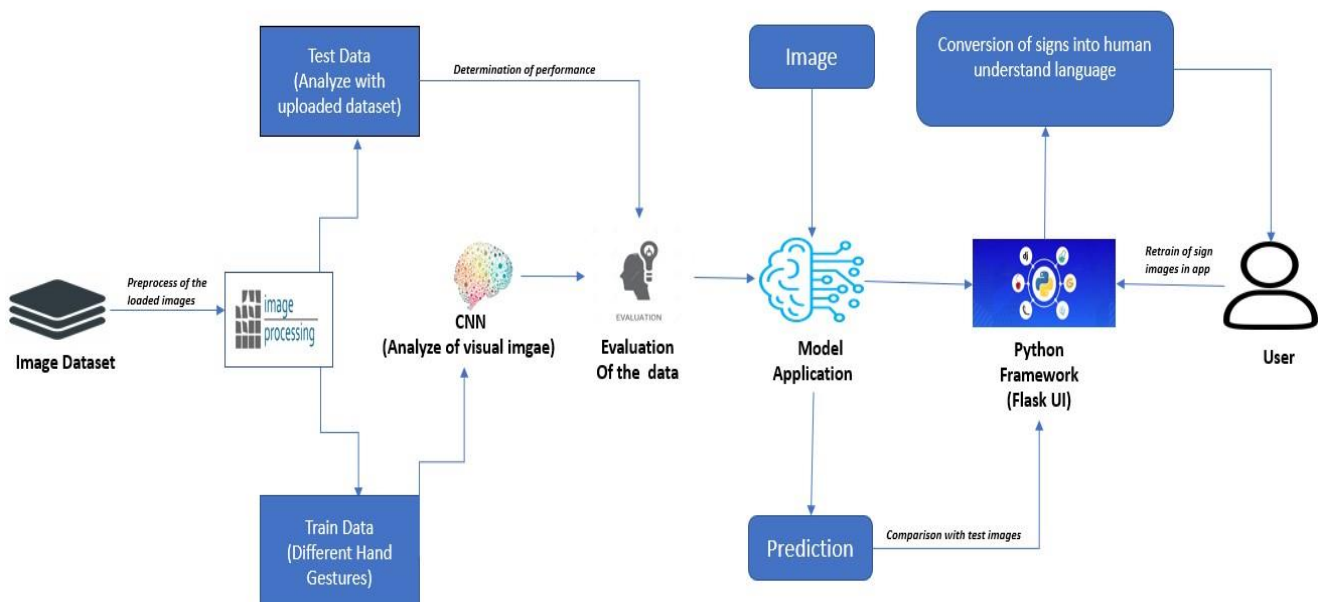 Test Data
(Analyze with
uploaded dataset)
Determination of performance
Image
Conversion of signs into human
understand language
Preprocess of the
loaded images
image
processing
Image Dataset
CNN
(Analyze of visual imgae)
EVALUATION
Evaluation
Of the data
Model
Application
dj
Python
Framework
(Flask UI)
Retrain of sign
images in app
User
Train Data
(Different Hand
Gestures)
Prediction
Comparison with test images